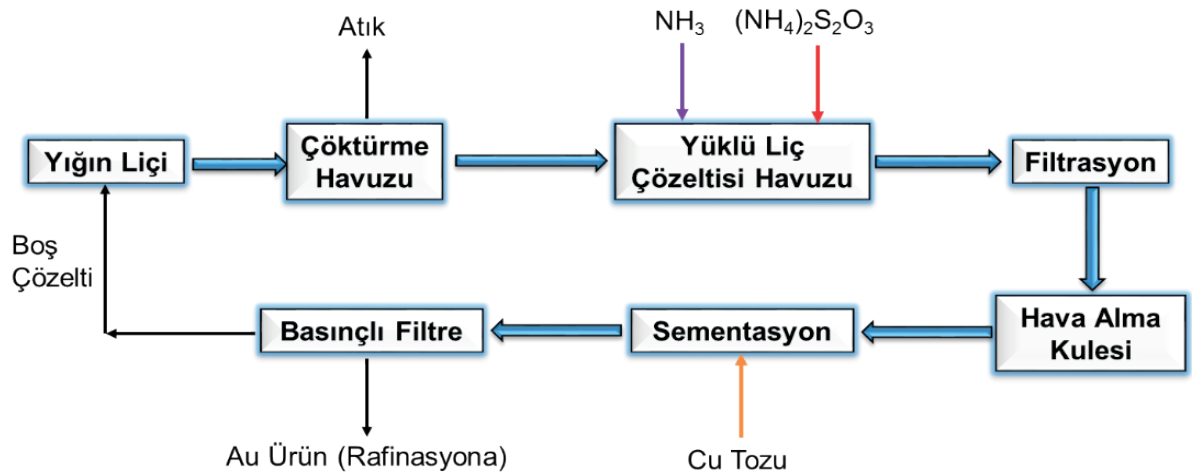 Atık
NH₃
(NH₄)₂S₂O₃
Yığın Liçi
Çöktürme
Havuzu
Yüklü Liç
Çözeltisi Havuzu
Filtrasyon
Boş
Çözelti
Basınçlı Filtre
Sementasyon
Hava Alma
Kulesi
Au Ürün (Rafinasyona)
Cu Tozu